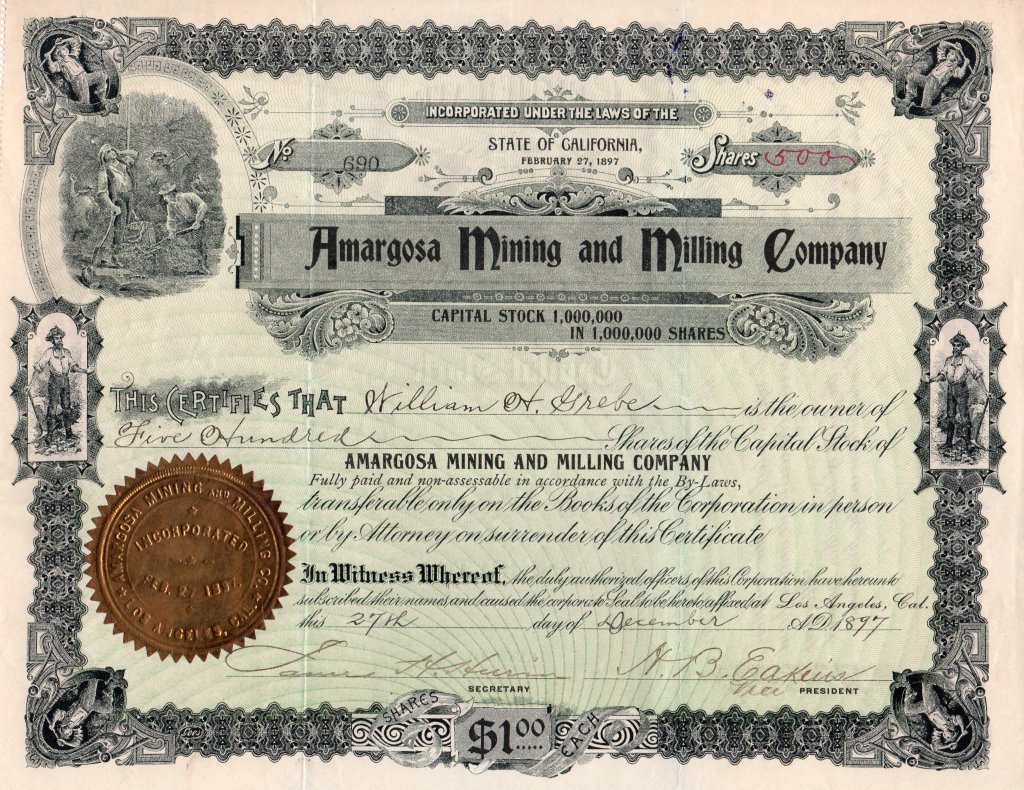 INCORPORATED UNDER THE LAWS OF THE
STATE OF CALIFORNIA,
FEBRUARY 27, 1897
No. 690
Shares 500
Amargosa Mining and Milling Company
CAPITAL STOCK 1,000,000
IN 1,000,000 SHARES
THIS CERTIFIES THAT William H. Grebe is the owner of
Five Hundred Shares of the Capital Stock of
AMARGOSA MINING AND MILLING COMPANY
Fully paid and non-assessable in accordance with the By-Laws,
transferable only on the Books of the Corporation in person
or by Attorney on surrender of this Certificate
In Witness Whereof, the duly authorized officers of this Corporation have hereunto
subscribed their names and caused the corporate Seal to be hereto affixed at Los Angeles, Cal.
this 27th day of December A.D. 1897
H. B. Eakins
SECRETARY
Vice PRESIDENT
SHARES $1.00 EACH
AMARGOSA MINING AND MILLING CO.
INCORPORATED
FEB. 27 1897
LOS ANGELES, CAL.